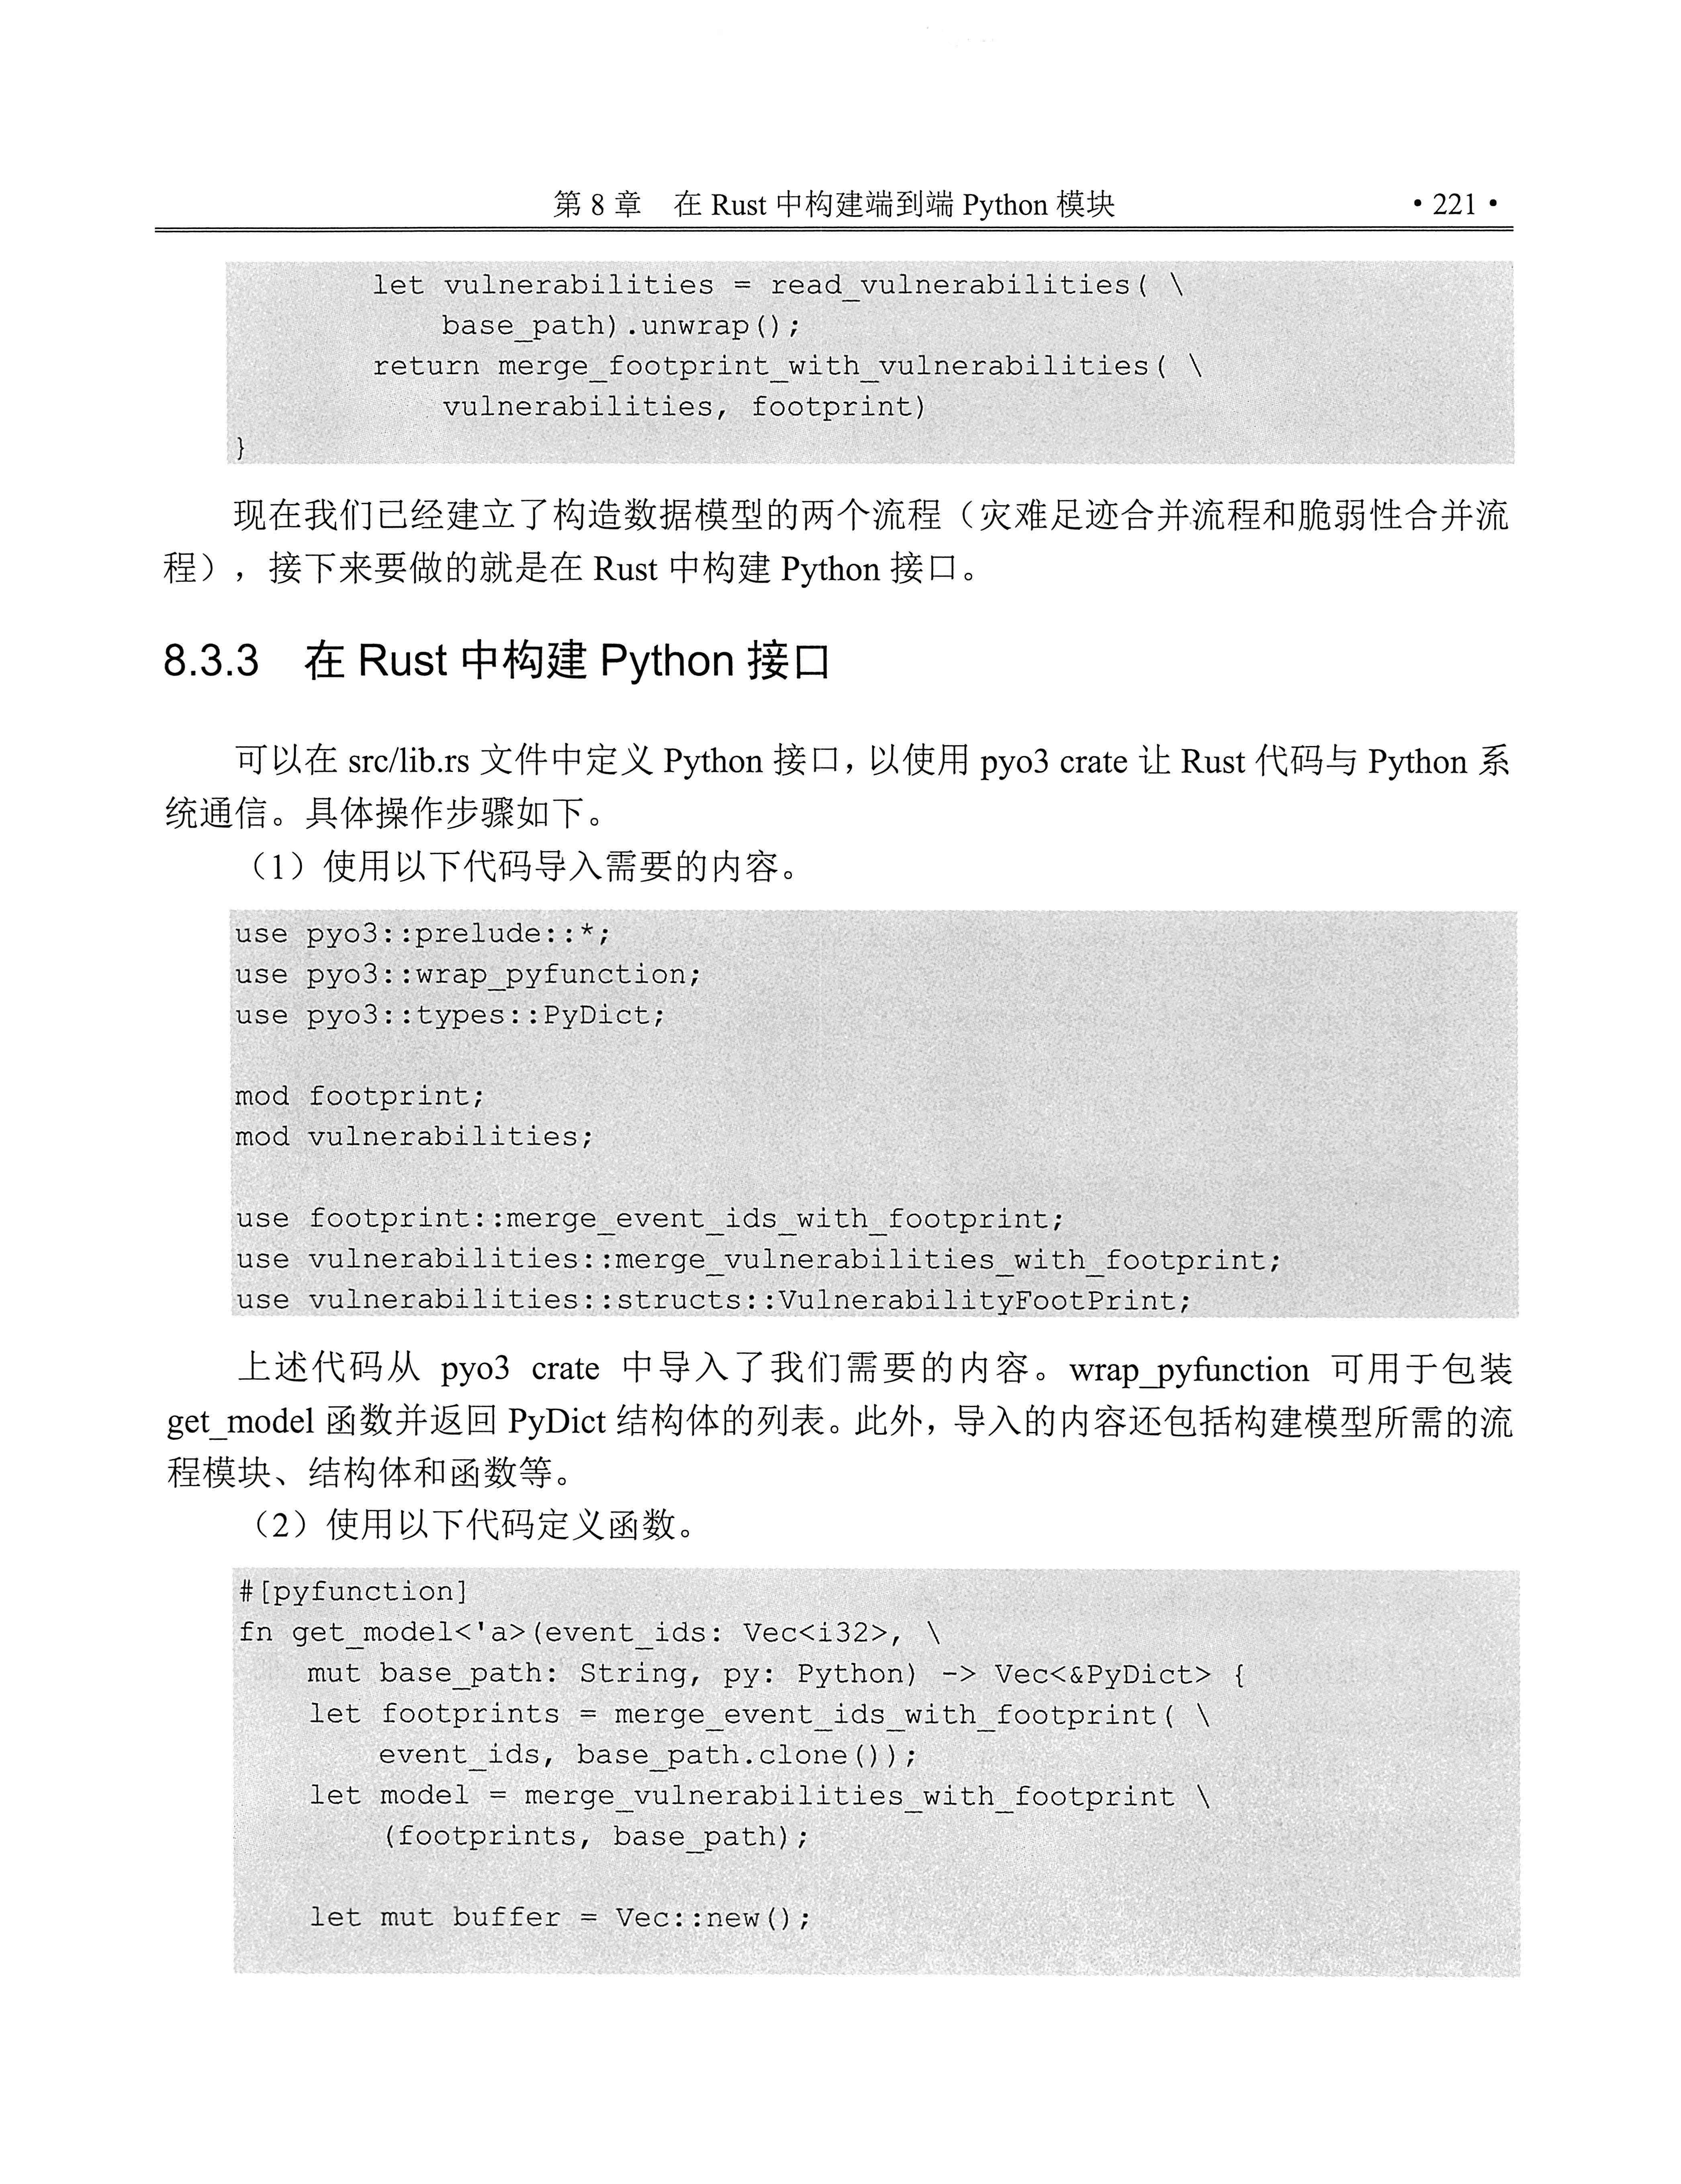 第 8 章　在 Rust 中构建端到端 Python 模块　• 221 •
let vulnerabilities = read_vulnerabilities( \
base_path).unwrap();
return merge_footprint_with_vulnerabilities( \
vulnerabilities, footprint)
}
现在我们已经建立了构造数据模型的两个流程（灾难足迹合并流程和脆弱性合并流
程），接下来要做的就是在 Rust 中构建 Python 接口。
8.3.3　在 Rust 中构建 Python 接口
可以在 src/lib.rs 文件中定义 Python 接口，以使用 pyo3 crate 让 Rust 代码与 Python 系
统通信。具体操作步骤如下。
（1）使用以下代码导入需要的内容。
use pyo3::prelude::*;
use pyo3::wrap_pyfunction;
use pyo3::types::PyDict;
mod footprint;
mod vulnerabilities;
use footprint::merge_event_ids_with_footprint;
use vulnerabilities::merge_vulnerabilities_with_footprint;
use vulnerabilities::structs::VulnerabilityFootPrint;
上述代码从 pyo3 crate 中导入了我们需要的内容。wrap_pyfunction 可用于包装
get_model 函数并返回 PyDict 结构体的列表。此外，导入的内容还包括构建模型所需的流
程模块、结构体和函数等。
（2）使用以下代码定义函数。
#[pyfunction]
fn get_model<'a>(event_ids: Vec<i32>, \
mut base_path: String, py: Python) -> Vec<&PyDict> {
let footprints = merge_event_ids_with_footprint( \
event_ids, base_path.clone());
let model = merge_vulnerabilities_with_footprint \
(footprints, base_path);
let mut buffer = Vec::new();